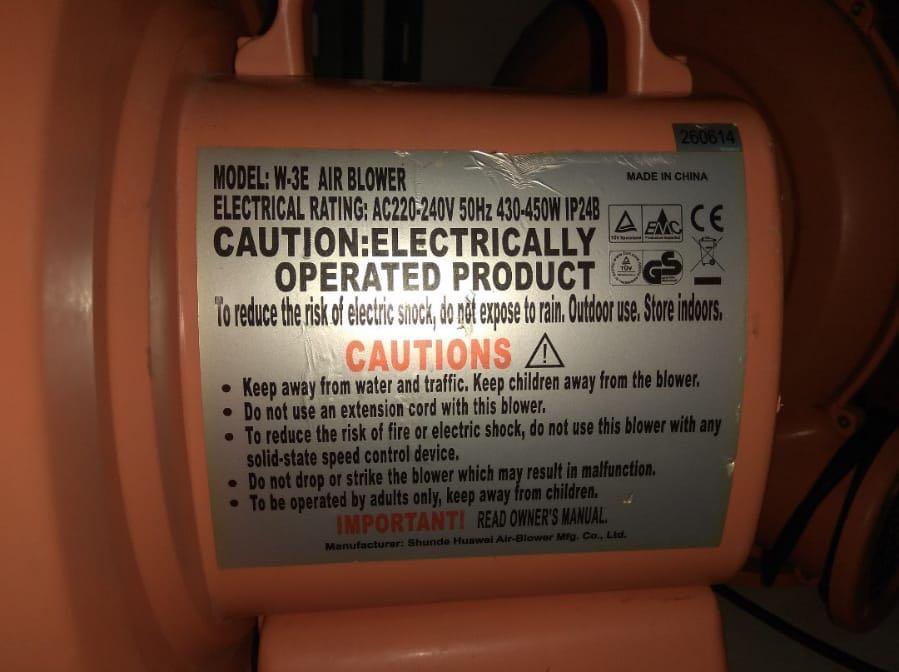 260614
MODEL: W-3E AIR BLOWER
MADE IN CHINA
ELECTRICAL RATING: AC220-240V 50Hz 430-450W IP24B
CAUTION:ELECTRICALLY
OPERATED PRODUCT
EMC
CE
TÜV
GS
To reduce the risk of electric shock, do not expose to rain. Outdoor use. Store indoors.
CAUTIONS
• Keep away from water and traffic. Keep children away from the blower.
• Do not use an extension cord with this blower.
• To reduce the risk of fire or electric shock, do not use this blower with any
solid-state speed control device.
• Do not drop or strike the blower which may result in malfunction.
• To be operated by adults only, keep away from children.
IMPORTANT! READ OWNER'S MANUAL.
Manufacturer: Shunde Huawei Air-Blower Mfg. Co., Ltd.